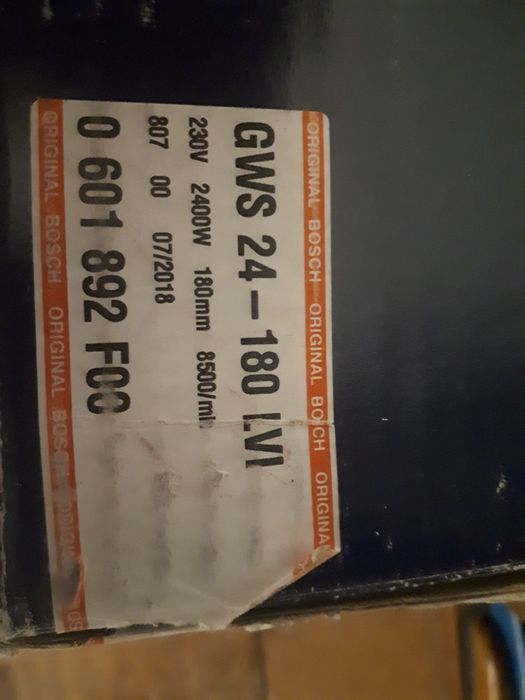 ORIGINAL BOSCH ORIGINAL BOSCH ORIGINA
GWS 24-180 LVI
230V 2400W 180mm 8500/mi
807 00 07/2018
0 601 892 F00
ORIGINAL BOSCH ORIGINAL BOSCH ORIGINAL